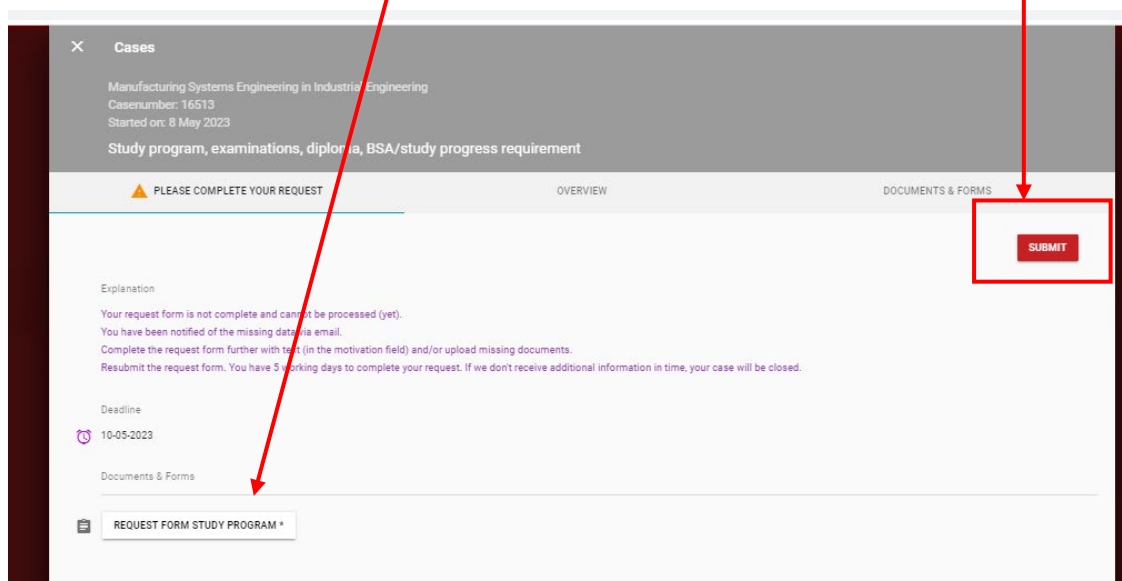 Cases
Manufacturing Systems Engineering in Industrial Engineering
Casenumber: 16513
Started on: 8 May 2023
Study program, examinations, diploma, BSA/study progress requirement
PLEASE COMPLETE YOUR REQUEST
OVERVIEW
DOCUMENTS & FORMS
SUBMIT
Explanation
Your request form is not complete and cannot be processed (yet).
You have been notified of the missing data via email.
Complete the request form further with text (in the motivation field) and/or upload missing documents.
Resubmit the request form. You have 5 working days to complete your request. If we don't receive additional information in time, your case will be closed.
Deadline
10-05-2023
Documents & Forms
REQUEST FORM STUDY PROGRAM *